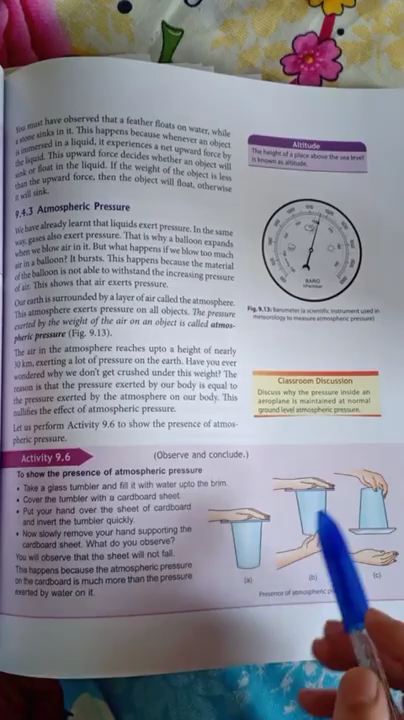 You must have observed that a feather floats on water, while
a stone sinks in it. This happens because whenever an object
is immersed in a liquid, it experiences a net upward force by
the liquid. This upward force decides whether an object will
sink or float in the liquid. If the weight of the object is less
than the upward force, then the object will float, otherwise
it will sink.
9.4.3 Atmospheric Pressure
We have already learnt that liquids exert pressure. In the same
way, gases also exert pressure. That is why a balloon expands
when we blow air in it. But what happens if we blow too much
air in a balloon? It bursts. This happens because the material
of the balloon is not able to withstand the increasing pressure
of air. This shows that air exerts pressure.
Our earth is surrounded by a layer of air called the atmosphere.
This atmosphere exerts pressure on all objects. The pressure
exerted by the weight of the air on an object is called atmos-
pheric pressure (Fig. 9.13).
The air in the atmosphere reaches upto a height of nearly
30 km, exerting a lot of pressure on the earth. Have you ever
wondered why we don't get crushed under this weight? The
reason is that the pressure exerted by our body is equal to
the pressure exerted by the atmosphere on our body. This
nullifies the effect of atmospheric pressure.
Let us perform Activity 9.6 to show the presence of atmos-
pheric pressure.
Altitude
The height of a place above the sea level
is known as altitude.
BARO
Fig. 9.13: Barometer (a scientific instrument used in
meteorology to measure atmospheric pressure)
Classroom Discussion
Discuss why the pressure inside an
aeroplane is maintained at normal
ground level atmospheric pressure.
Activity 9.6
(Observe and conclude.)
To show the presence of atmospheric pressure
• Take a glass tumbler and fill it with water upto the brim.
• Cover the tumbler with a cardboard sheet.
• Put your hand over the sheet of cardboard
and invert the tumbler quickly.
• Now slowly remove your hand supporting the
cardboard sheet. What do you observe?
You will observe that the sheet will not fall.
This happens because the atmospheric pressure
on the cardboard is much more than the pressure
exerted by water on it.
(a)
(b)
(c)
Presence of atmospheric